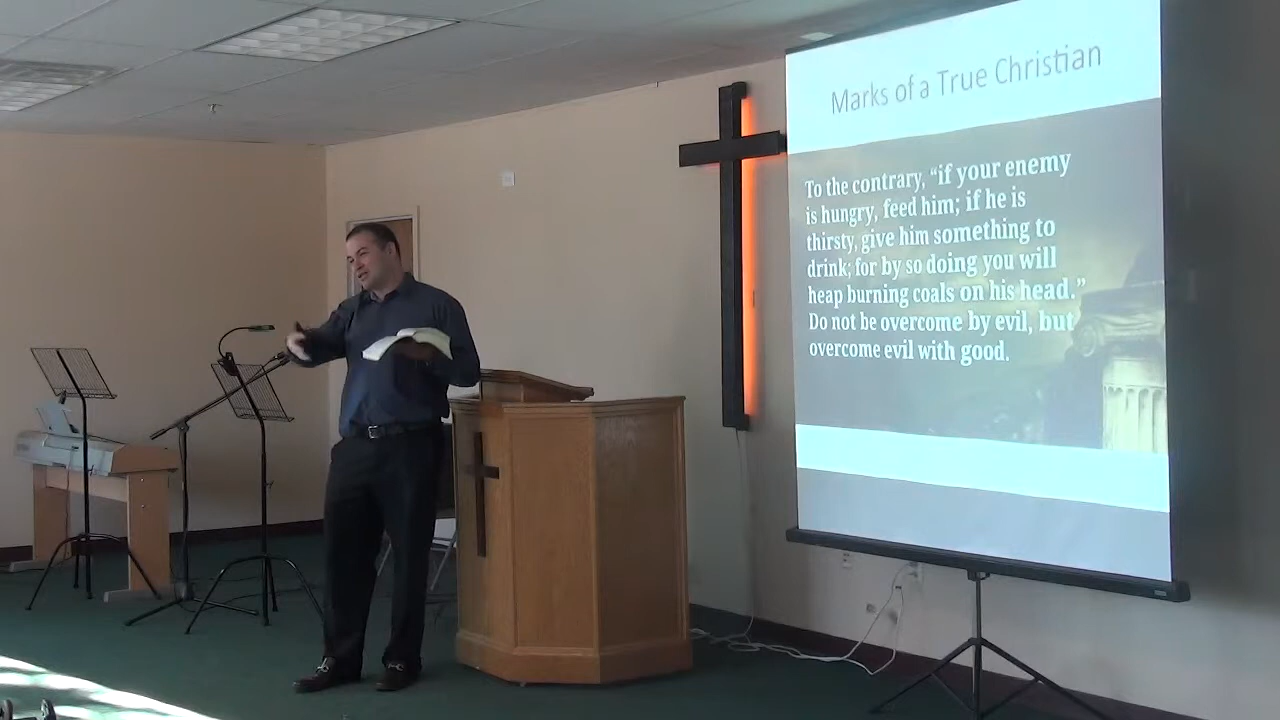 Marks of a True Christian
To the contrary, “if your enemy
is hungry, feed him; if he is
thirsty, give him something to
drink; for by so doing you will
heap burning coals on his head.”
Do not be overcome by evil, but
overcome evil with good.